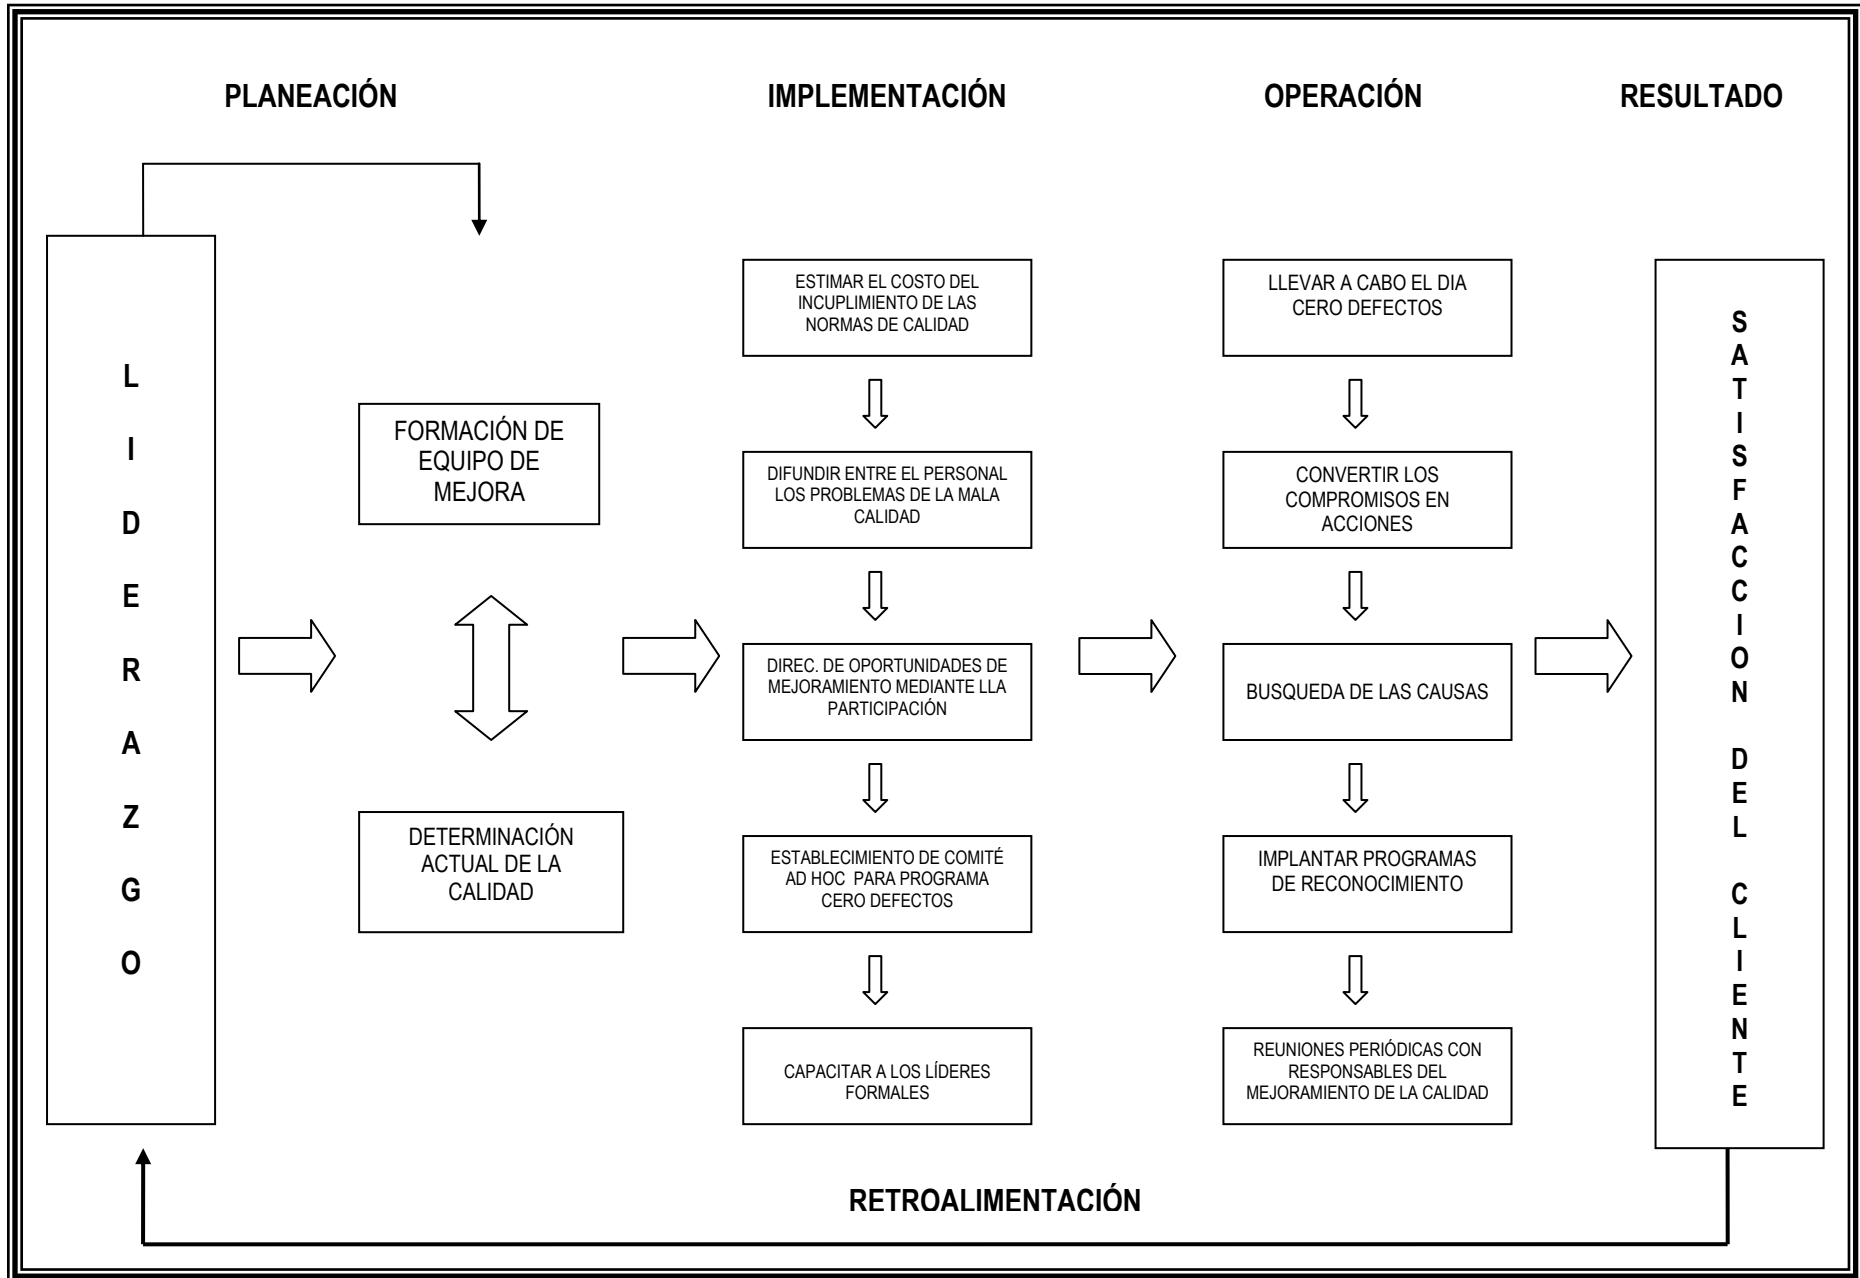 PLANEACIÓN
IMPLEMENTACIÓN
OPERACIÓN
RESULTADO
LIDERAZGO
FORMACIÓN DE
EQUIPO DE
MEJORA
DETERMINACIÓN
ACTUAL DE LA
CALIDAD
ESTIMAR EL COSTO DEL
INCUPLIMIENTO DE LAS
NORMAS DE CALIDAD
DIFUNDIR ENTRE EL PERSONAL
LOS PROBLEMAS DE LA MALA
CALIDAD
DIREC. DE OPORTUNIDADES DE
MEJORAMIENTO MEDIANTE LLA
PARTICIPACIÓN
ESTABLECIMIENTO DE COMITÉ
AD HOC PARA PROGRAMA
CERO DEFECTOS
CAPACITAR A LOS LÍDERES
FORMALES
LLEVAR A CABO EL DIA
CERO DEFECTOS
CONVERTIR LOS
COMPROMISOS EN
ACCIONES
BUSQUEDA DE LAS CAUSAS
IMPLANTAR PROGRAMAS
DE RECONOCIMIENTO
REUNIONES PERIÓDICAS CON
RESPONSABLES DEL
MEJORAMIENTO DE LA CALIDAD
SATISFACCION DEL CLIENTE
RETROALIMENTACIÓN